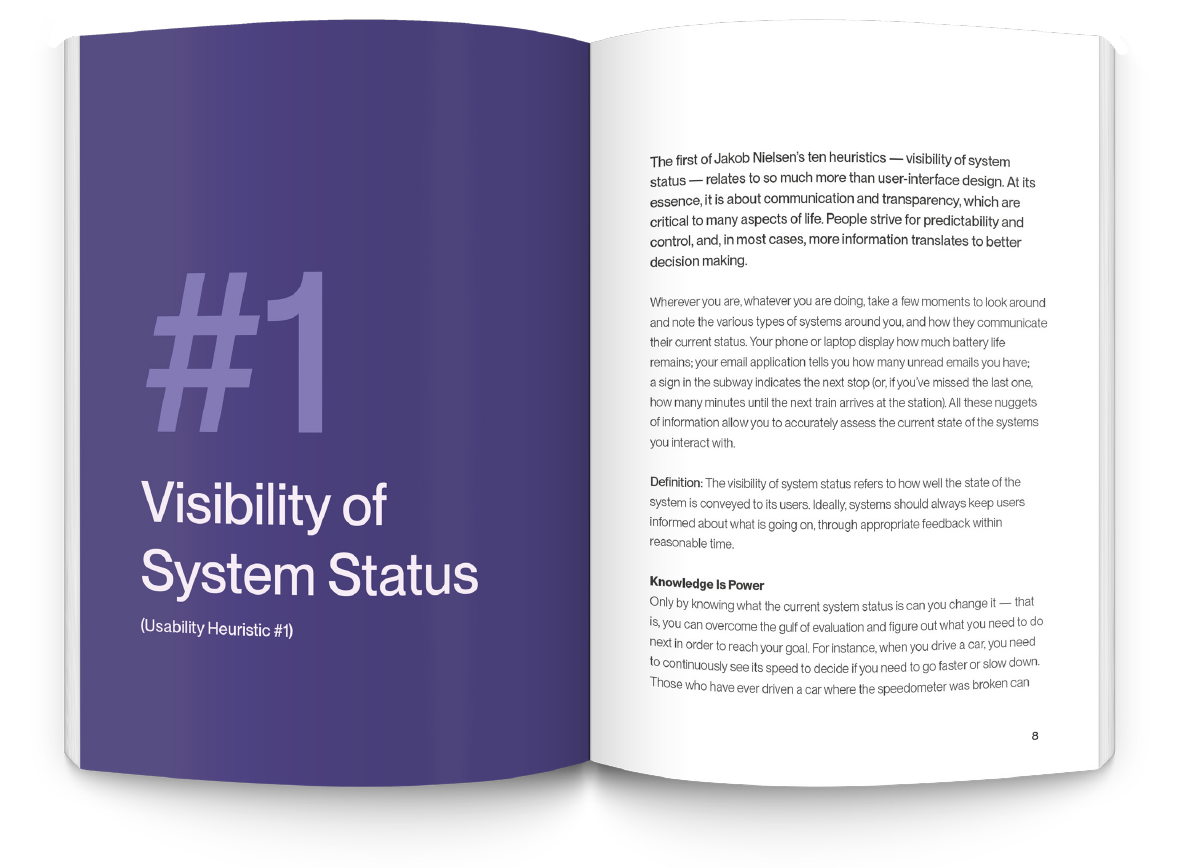 #1
Visibility of
System Status
(Usability Heuristic #1)
The first of Jakob Nielsen's ten heuristics — visibility of system
status — relates to so much more than user-interface design. At its
essence, it is about communication and transparency, which are
critical to many aspects of life. People strive for predictability and
control, and, in most cases, more information translates to better
decision making.
Wherever you are, whatever you are doing, take a few moments to look around
and note the various types of systems around you, and how they communicate
their current status. Your phone or laptop display how much battery life
remains; your email application tells you how many unread emails you have;
a sign in the subway indicates the next stop (or, if you've missed the last one,
how many minutes until the next train arrives at the station). All these nuggets
of information allow you to accurately assess the current state of the systems
you interact with.
Definition: The visibility of system status refers to how well the state of the
system is conveyed to its users. Ideally, systems should always keep users
informed about what is going on, through appropriate feedback within
reasonable time.
Knowledge Is Power
Only by knowing what the current system status is can you change it — that
is, you can overcome the gulf of evaluation and figure out what you need to do
next in order to reach your goal. For instance, when you drive a car, you need
to continuously see its speed to decide if you need to go faster or slow down.
Those who have ever driven a car where the speedometer was broken can
8